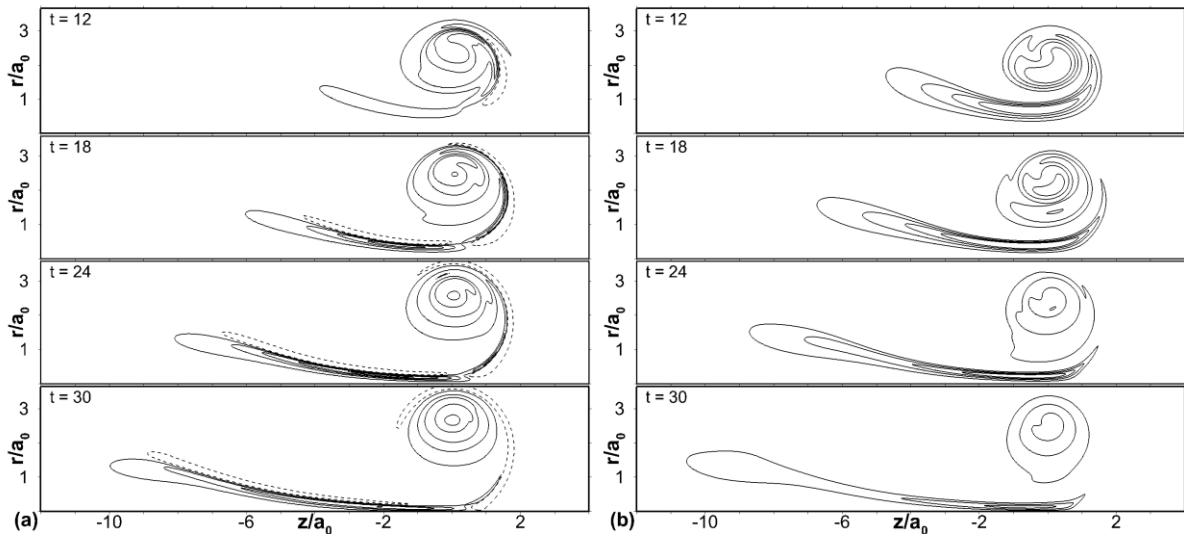 t = 12
3
r/a0
1
t = 18
3
r/a0
1
t = 24
3
r/a0
1
t = 30
3
r/a0
1
(a)
-10
-6
z/a0
-2
2
t = 12
3
r/a0
1
t = 18
3
r/a0
1
t = 24
3
r/a0
1
t = 30
3
r/a0
1
(b)
-10
-6
z/a0
-2
2